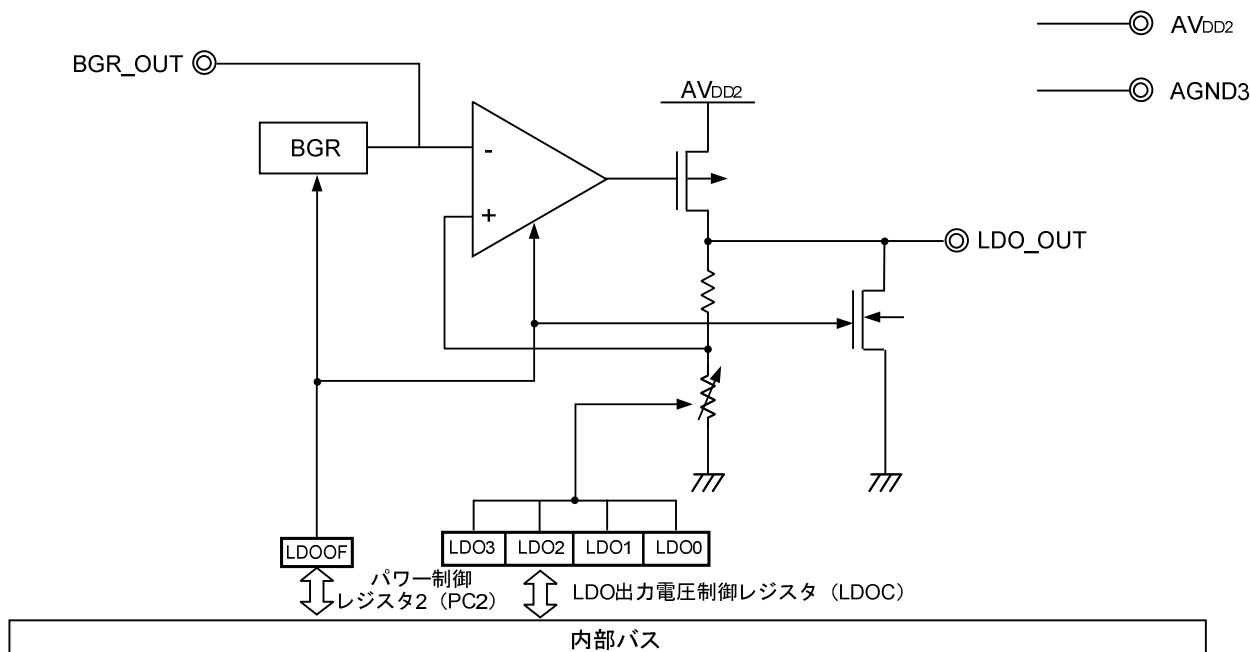 AVDD2
BGR_OUT
AVDD2
AGND3
BGR
-
+
LDO_OUT
LDOOF
LDO3
LDO2
LDO1
LDO0
パワー制御
レジスタ2（PC2）
LDO出力電圧制御レジスタ（LDOC）
内部バス